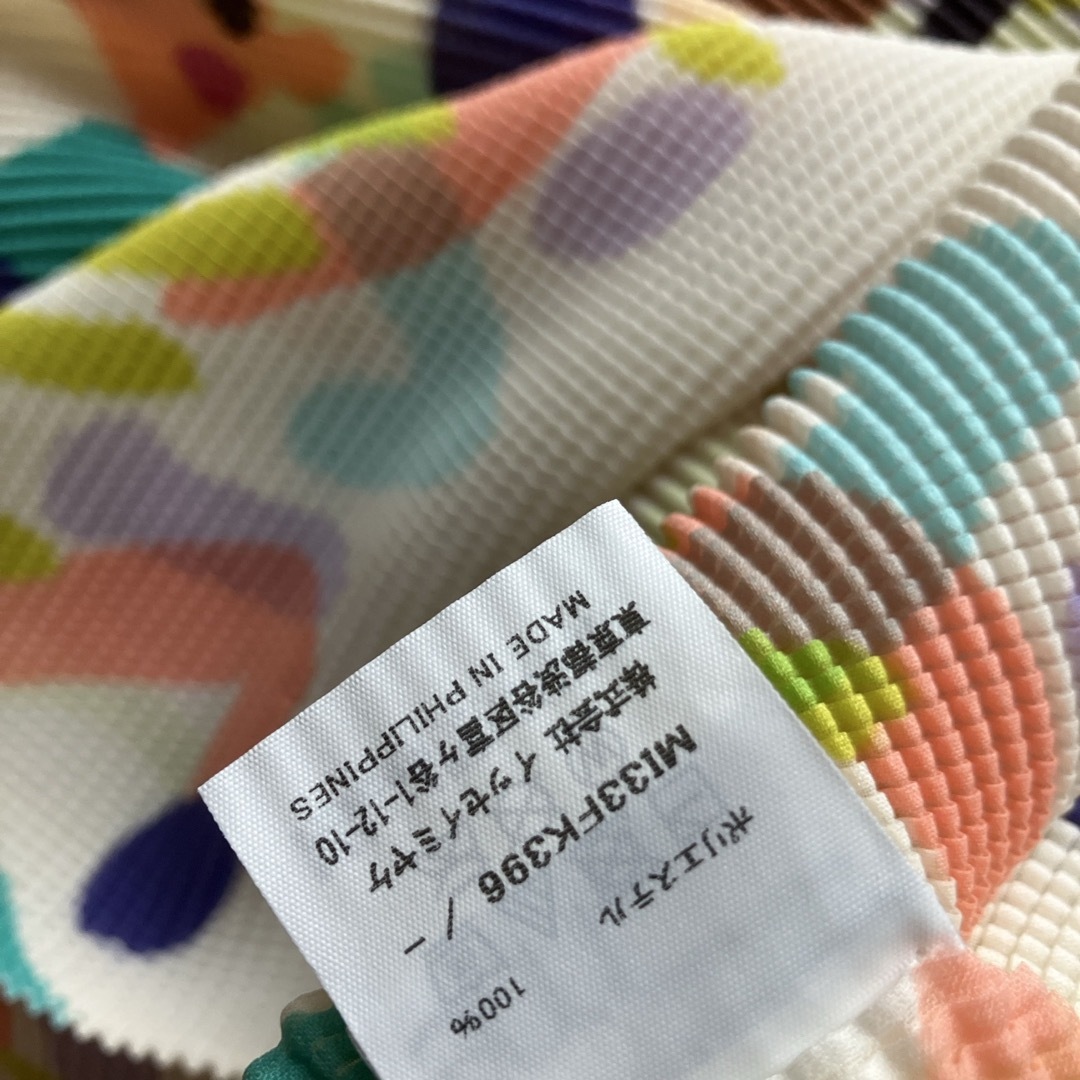 ポリエステル 100%
MI33FK396 / -
株式会社 イッセイミヤケ
東京都渋谷区富ヶ谷1-12-10
MADE IN PHILIPPINES